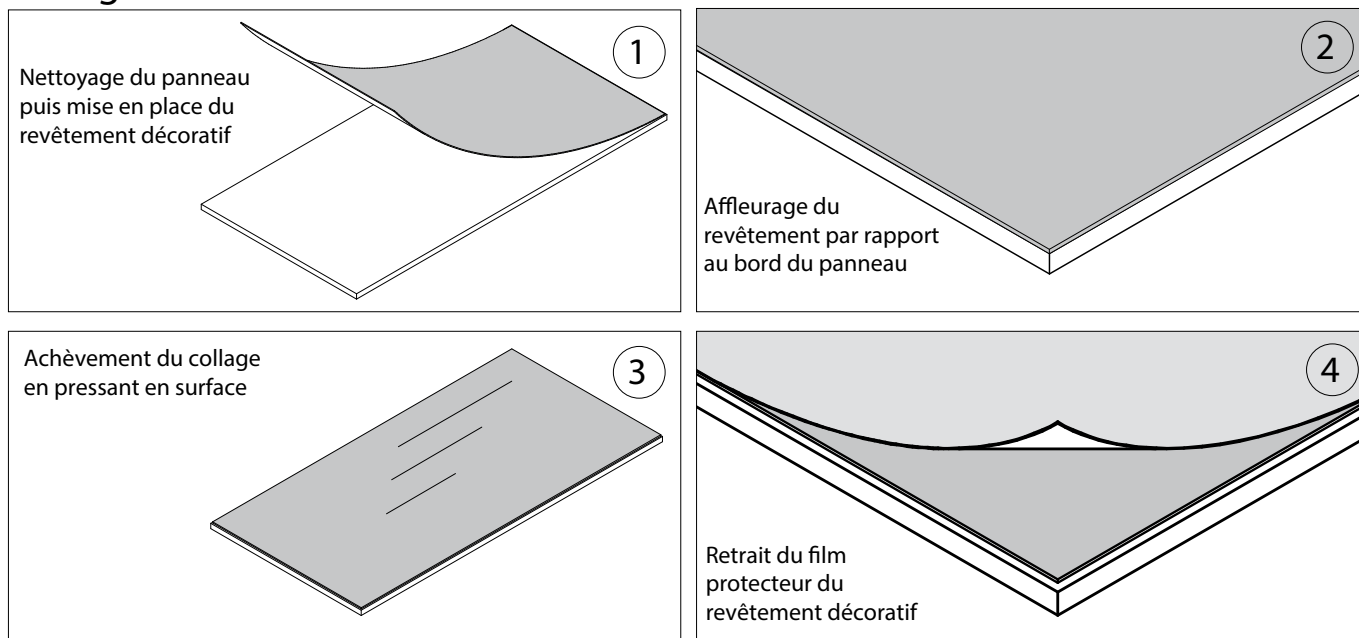 1
Nettoyage du panneau
puis mise en place du
revêtement décoratif
2
Affleurage du
revêtement par rapport
au bord du panneau
Achèvement du collage
en pressant en surface
3
4
Retrait du film
protecteur du
revêtement décoratif